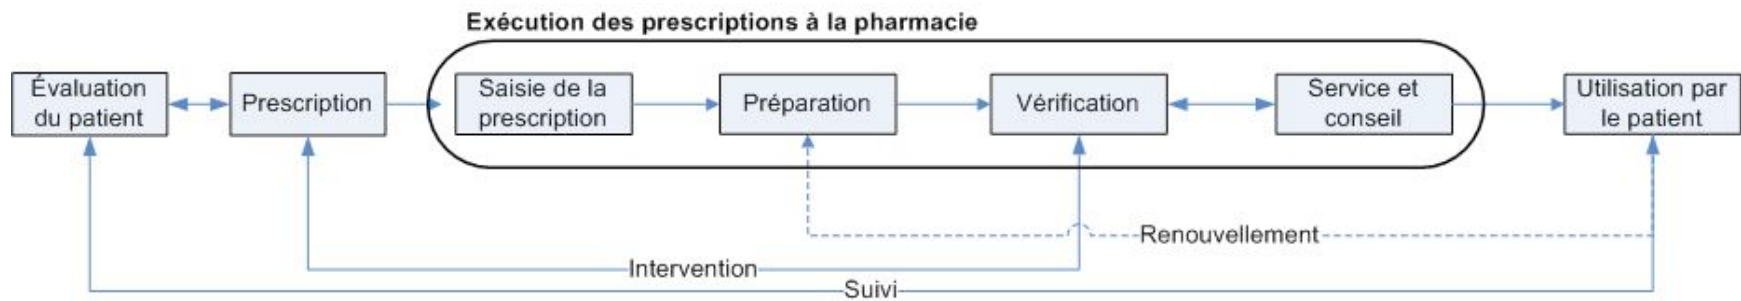 Exécution des prescriptions à la pharmacie
Évaluation
du patient
Prescription
Saisie de la
prescription
Préparation
Vérification
Service et
conseil
Utilisation par
le patient
Renouvellement
Intervention
Suivi